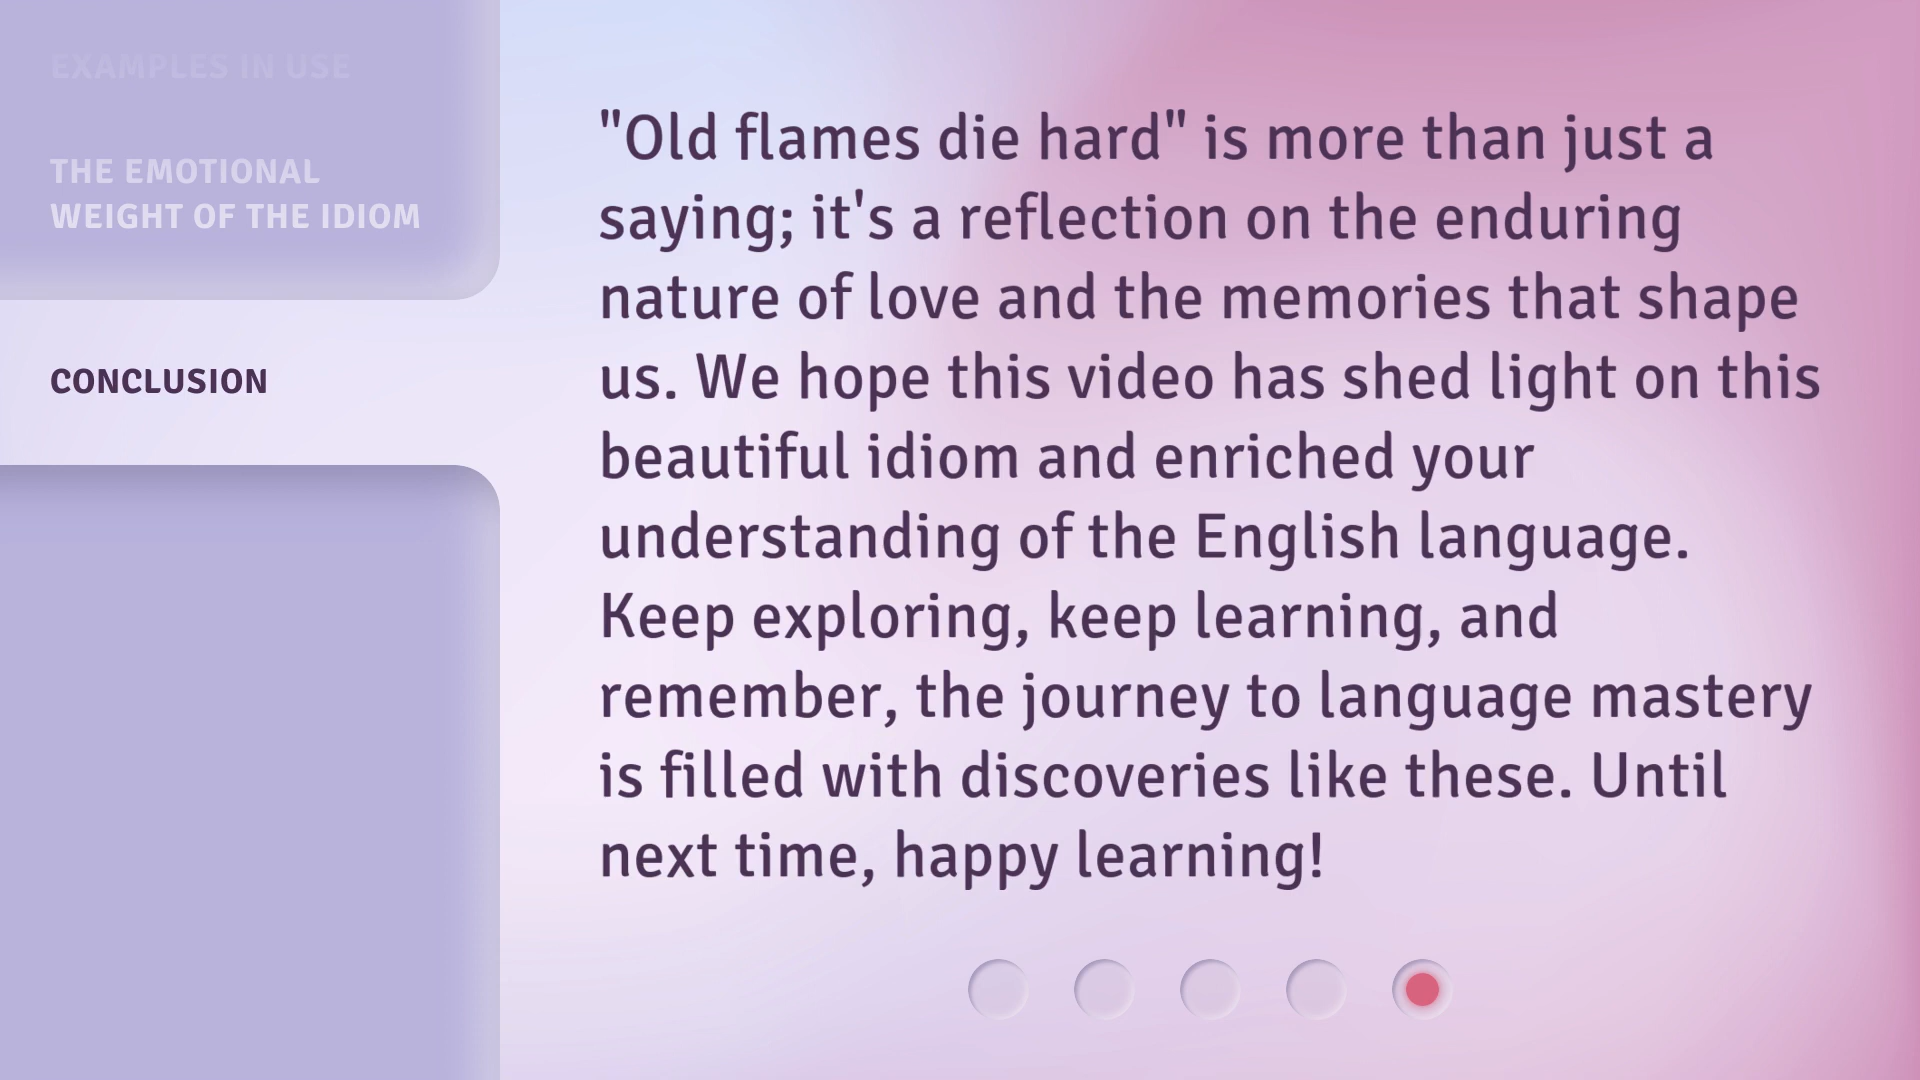 EXAMPLES IN USE
THE EMOTIONAL
WEIGHT OF THE IDIOM
CONCLUSION
"Old flames die hard" is more than just a
saying; it's a reflection on the enduring
nature of love and the memories that shape
us. We hope this video has shed light on this
beautiful idiom and enriched your
understanding of the English language.
Keep exploring, keep learning, and
remember, the journey to language mastery
is filled with discoveries like these. Until
next time, happy learning!